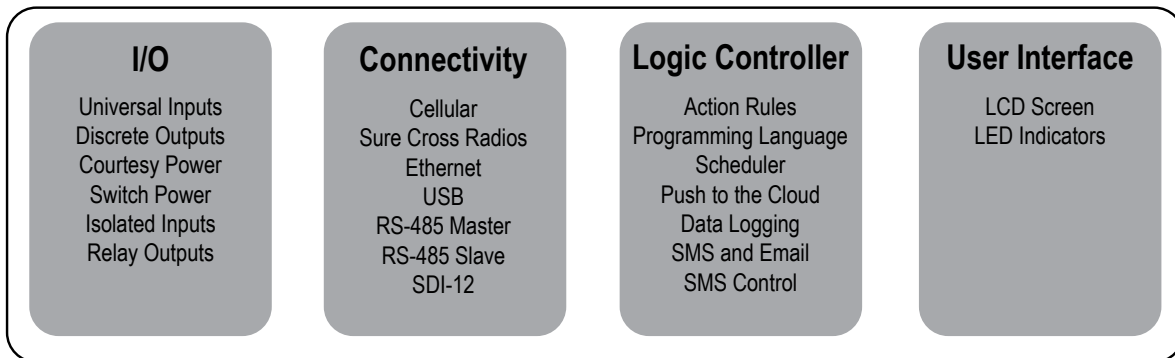 I/O
Universal Inputs
Discrete Outputs
Courtesy Power
Switch Power
Isolated Inputs
Relay Outputs
Connectivity
Cellular
Sure Cross Radios
Ethernet
USB
RS-485 Master
RS-485 Slave
SDI-12
Logic Controller
Action Rules
Programming Language
Scheduler
Push to the Cloud
Data Logging
SMS and Email
SMS Control
User Interface
LCD Screen
LED Indicators